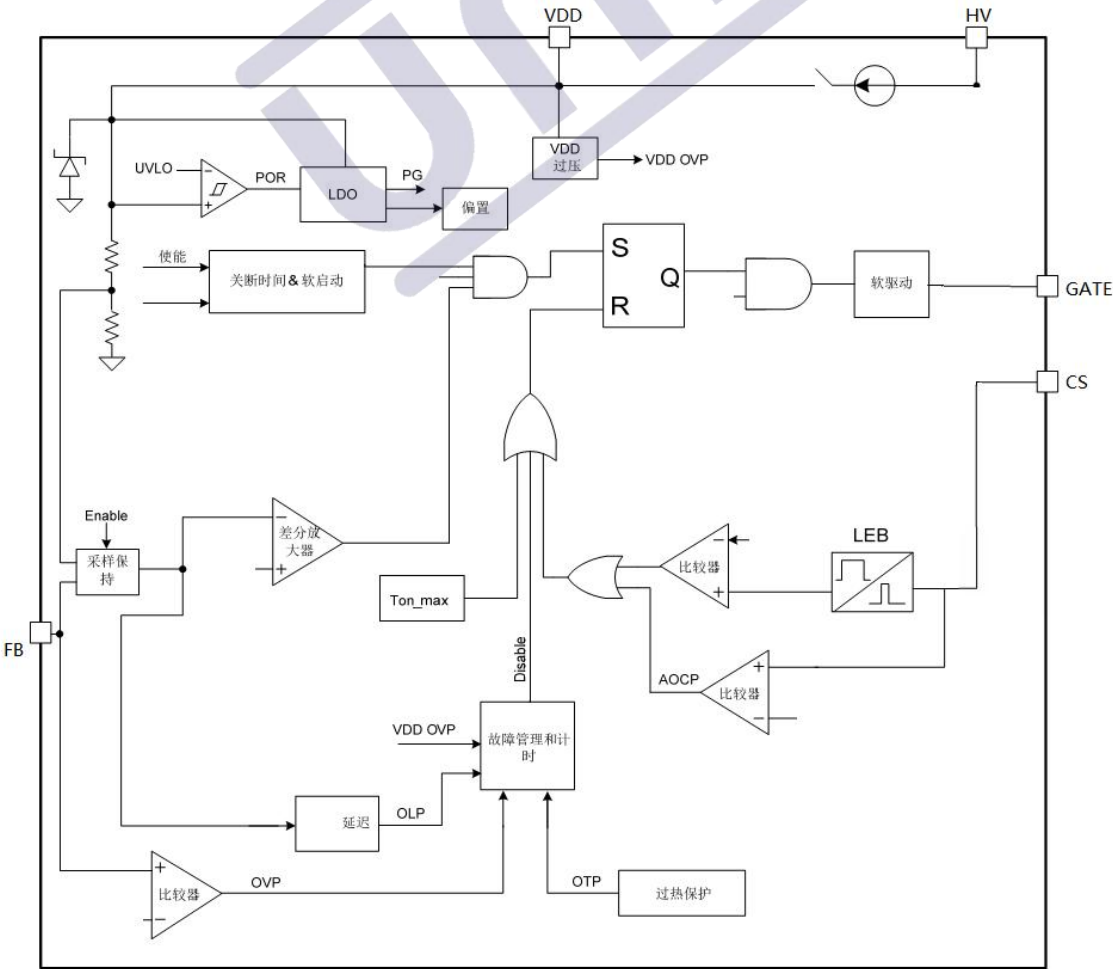 VDD
HV
VDD
过压
VDD OVP
UVLO
POR
LDO
PG
偏置
使能
关断时间&软启动
S
Q
R
软驱动
GATE
CS
Enable
采样保
持
差分放
大器
Ton_max
比较器
LEB
FB
Disable
AOCP
比较器
VDD OVP
故障管理和计
时
延迟
OLP
比较器
OVP
OTP
过热保护